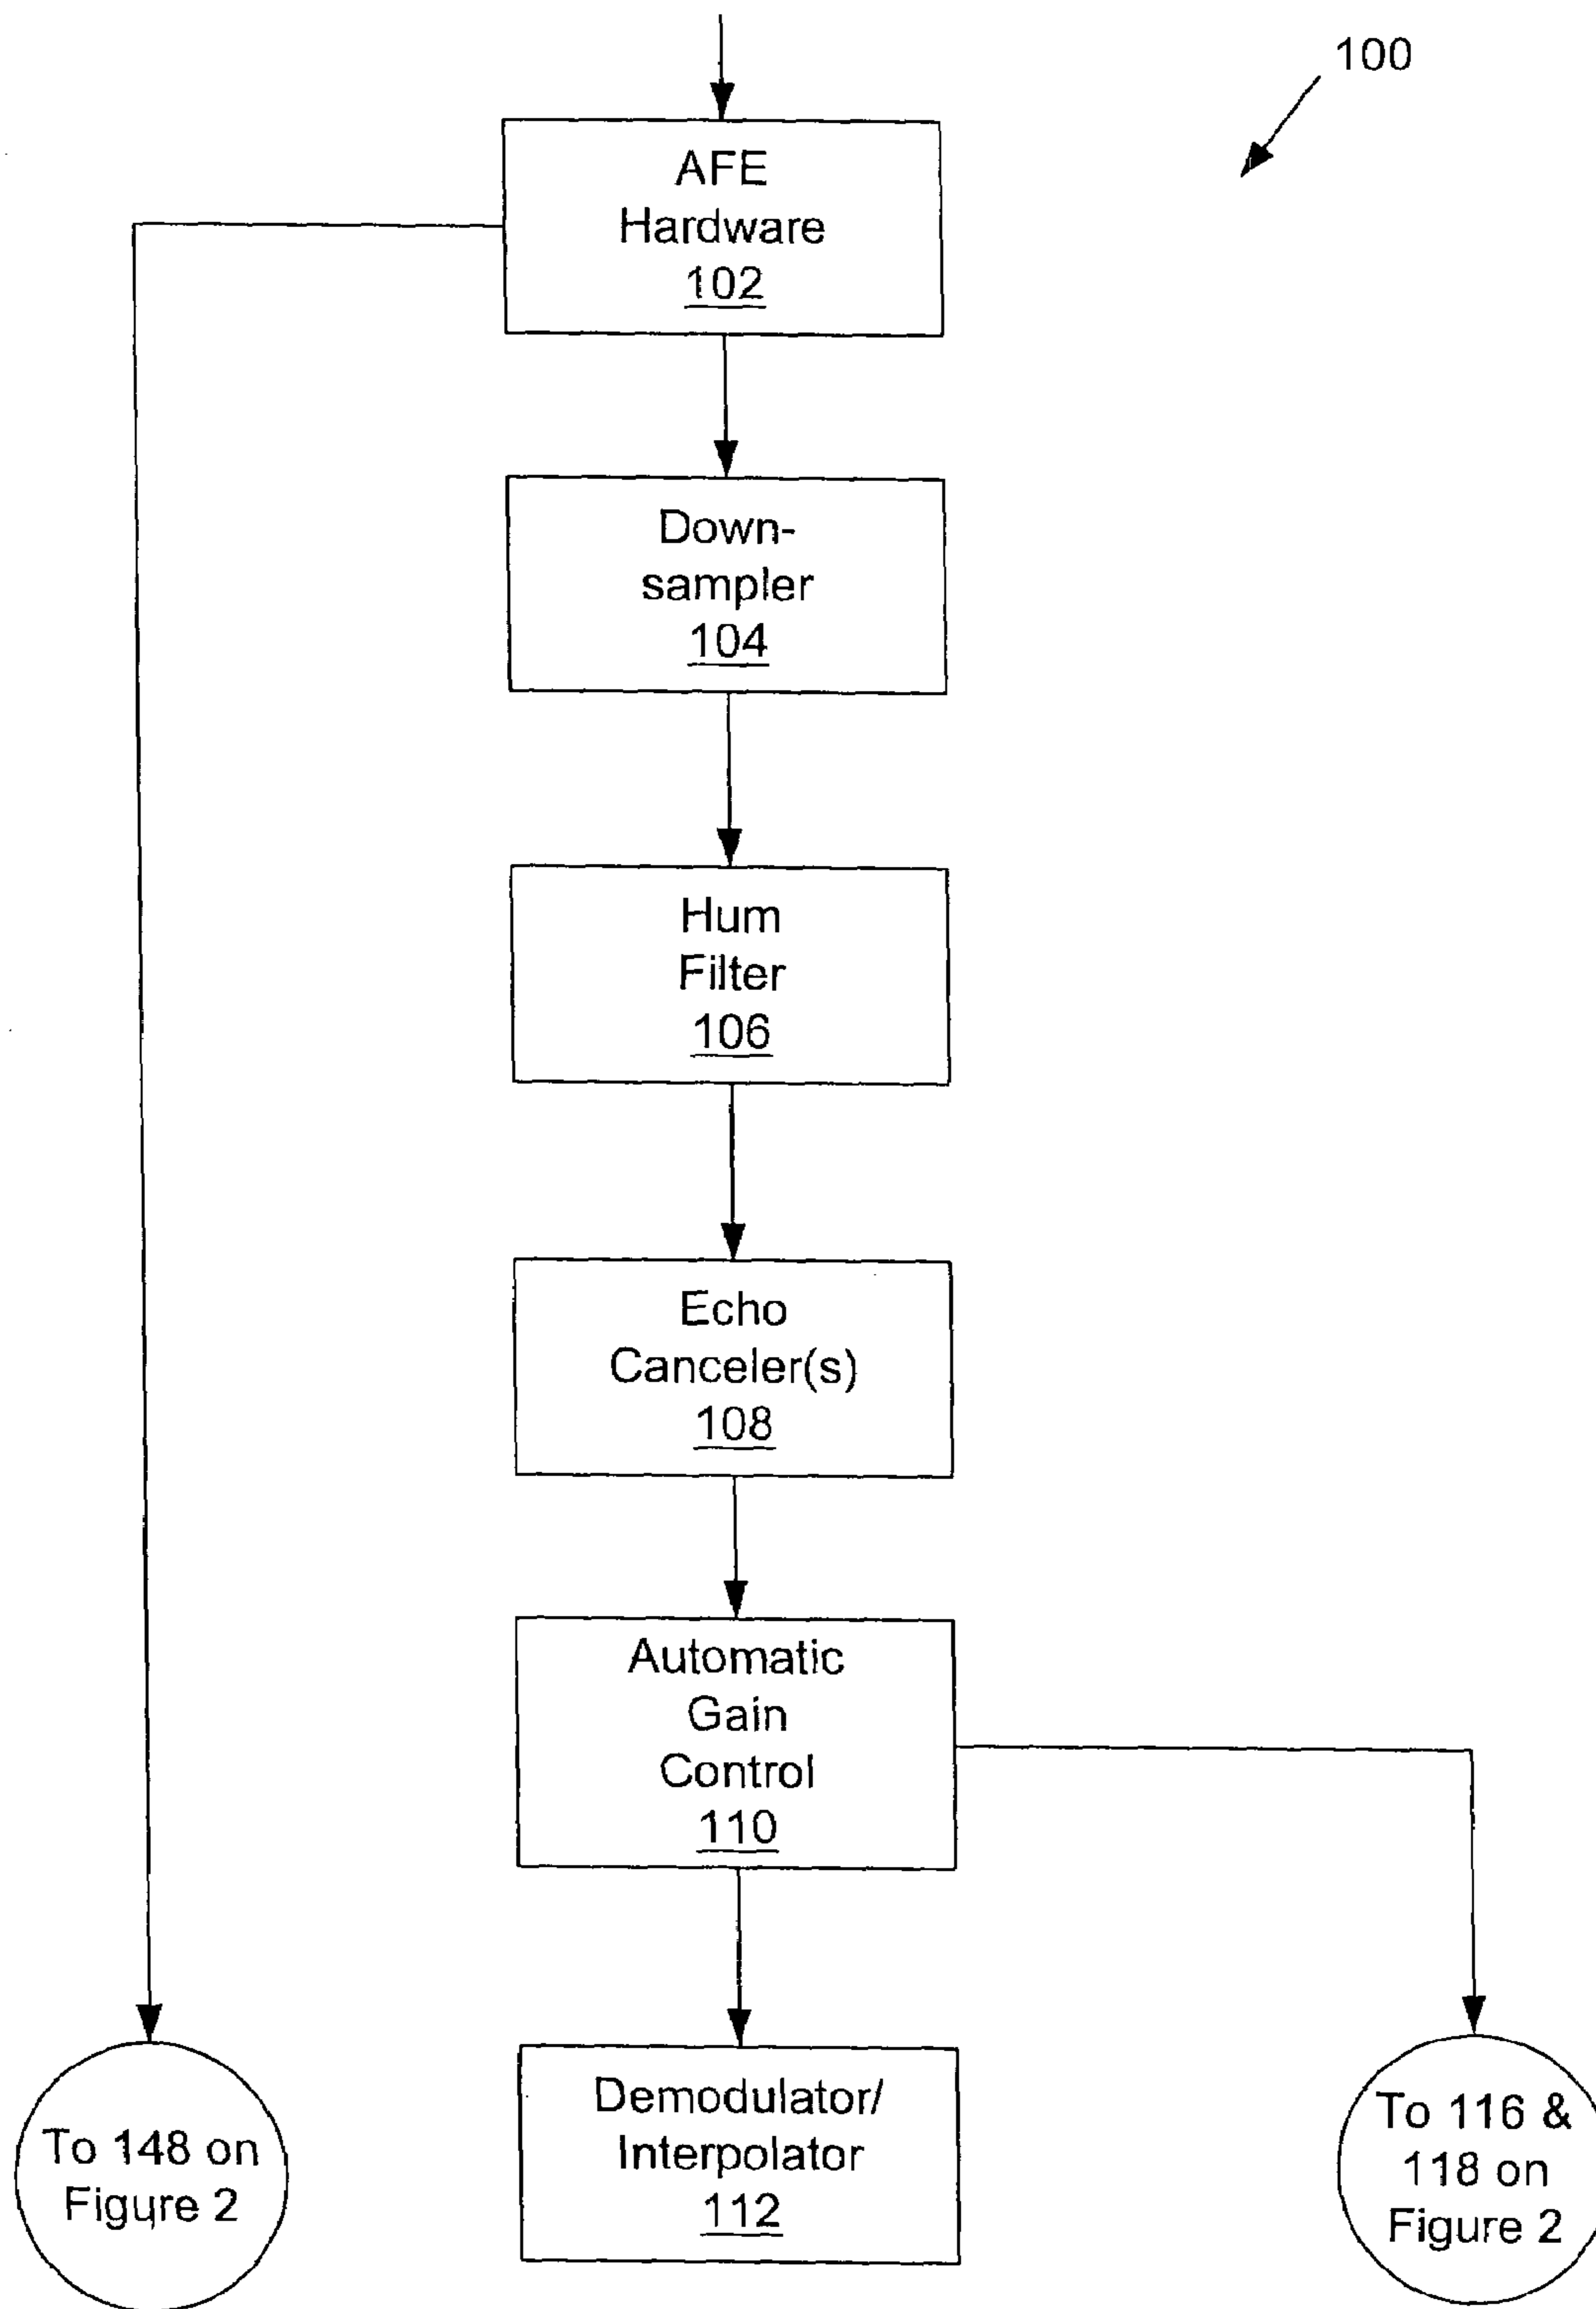 100
AFE
Hardware
102
Down-
sampler
104
Hum
Filter
106
Echo
Canceler(s)
108
Automatic
Gain
Control
110
Demodulator/
Interpolator
112
To 148 on
Figure 2
To 116 &
118 on
Figure 2